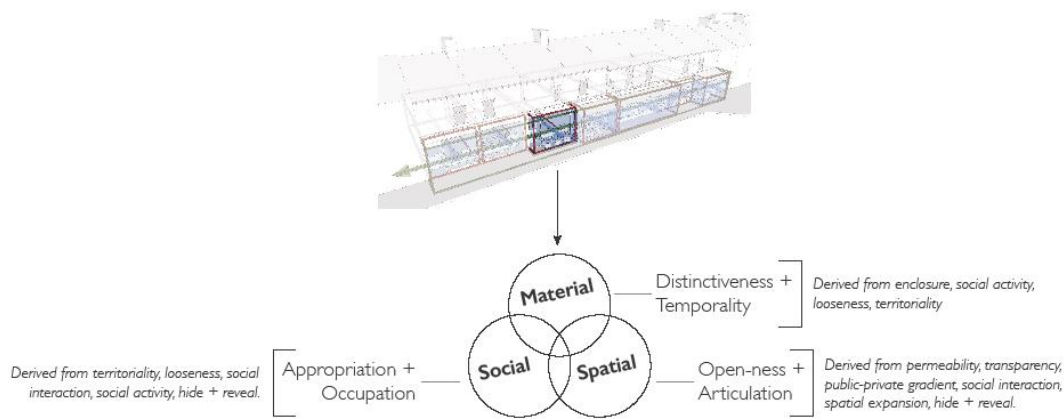 Material
Distinctiveness +
Temporality
Derived from enclosure, social activity,
looseness, territoriality
Derived from territoriality, looseness, social
interaction, social activity, hide + reveal.
Appropriation +
Occupation
Social
Spatial
Open-ness +
Articulation
Derived from permeability, transparency,
public-private gradient, social interaction,
spatial expansion, hide + reveal.